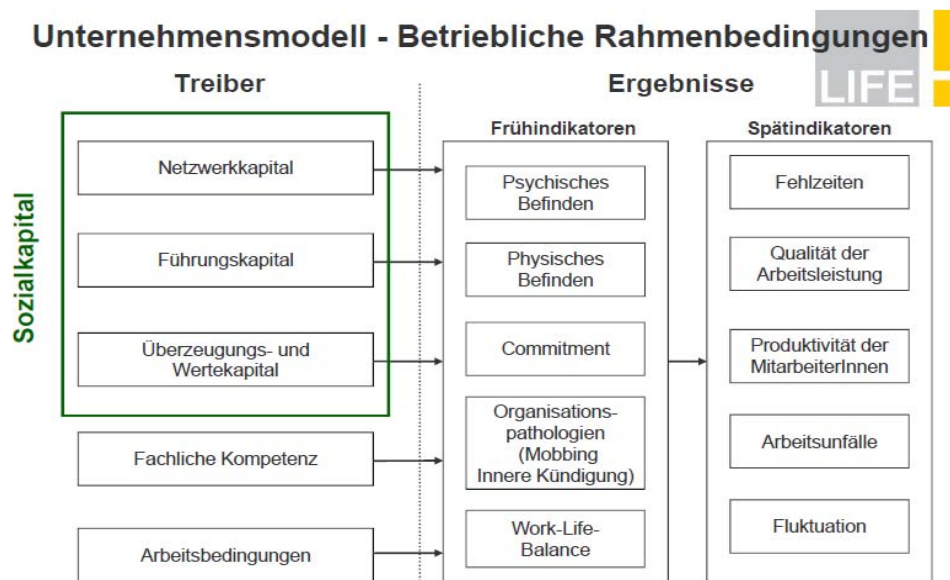 Unternehmensmodell - Betriebliche Rahmenbedingungen
LIFE
Treiber
Ergebnisse
Sozialkapital
Netzwerkkapital
Führungskapital
Überzeugungs- und
Wertekapital
Fachliche Kompetenz
Arbeitsbedingungen
Frühindikatoren
Psychisches
Befinden
Physisches
Befinden
Commitment
Organisations-
pathologien
(Mobbing
Innere Kündigung)
Work-Life-
Balance
Spätindikatoren
Fehlzeiten
Qualität der
Arbeitsleistung
Produktivität der
MitarbeiterInnen
Arbeitsunfälle
Fluktuation